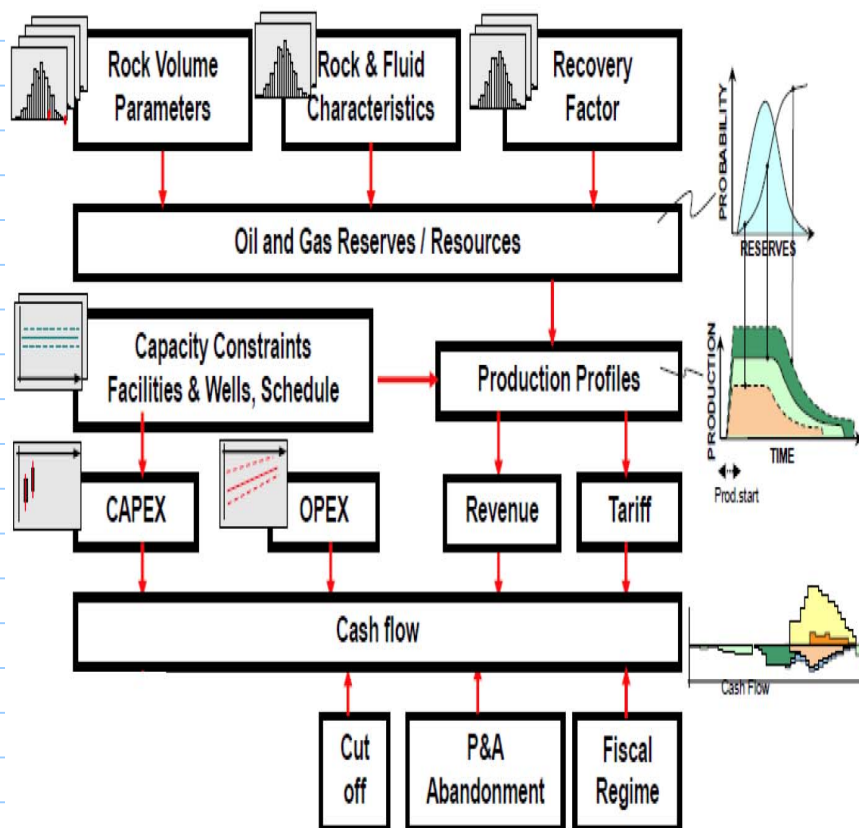 Rock Volume
Parameters
Rock & Fluid
Characteristics
Recovery
Factor
PROBABILITY
RESERVES
Oil and Gas Reserves / Resources
Capacity Constraints
Facilities & Wells, Schedule
Production Profiles
PRODUCTION
TIME
Prod.start
CAPEX
OPEX
Revenue
Tariff
Cash flow
Cash Flow
Cut
off
P&A
Abandonment
Fiscal
Regime